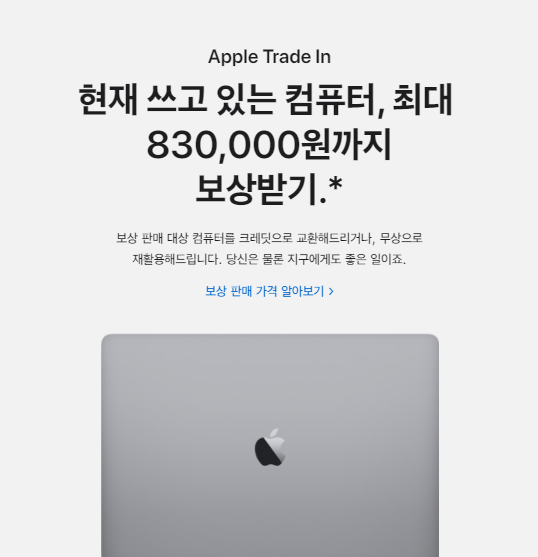 Apple Trade In
현재 쓰고 있는 컴퓨터, 최대
830,000원까지
보상받기.*
보상 판매 대상 컴퓨터를 크레딧으로 교환해드리거나, 무상으로
재활용해드립니다. 당신은 물론 지구에게도 좋은 일이죠.
보상 판매 가격 알아보기 >